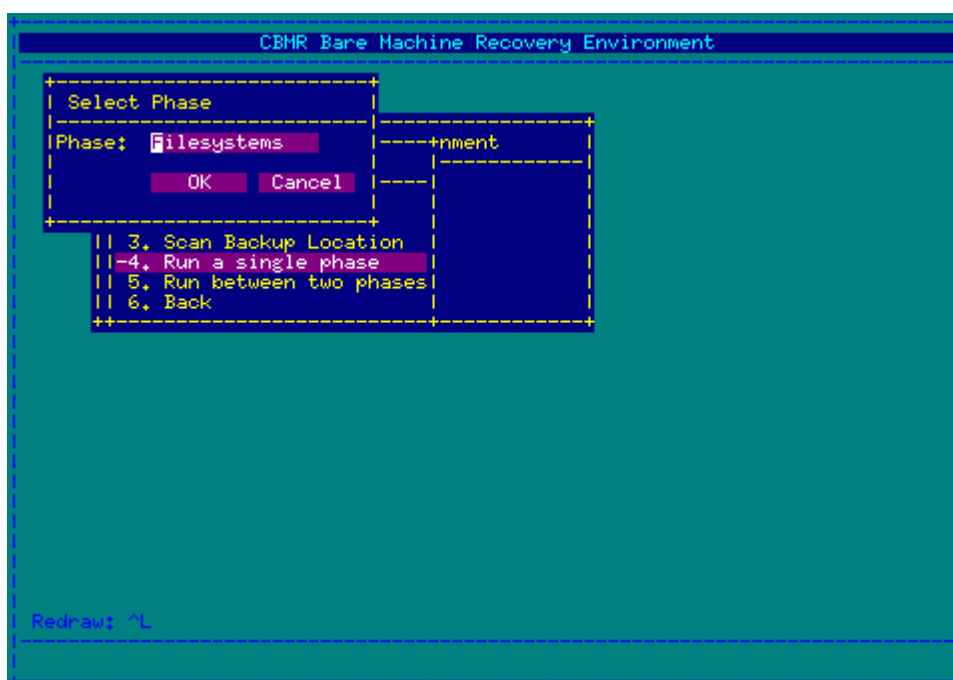 CBMR Bare Machine Recovery Environment
Select Phase
Phase: Filesystems
nment
OK Cancel
3. Scan Backup Location
4. Run a single phase
5. Run between two phases
6. Back
Redraw: ^L